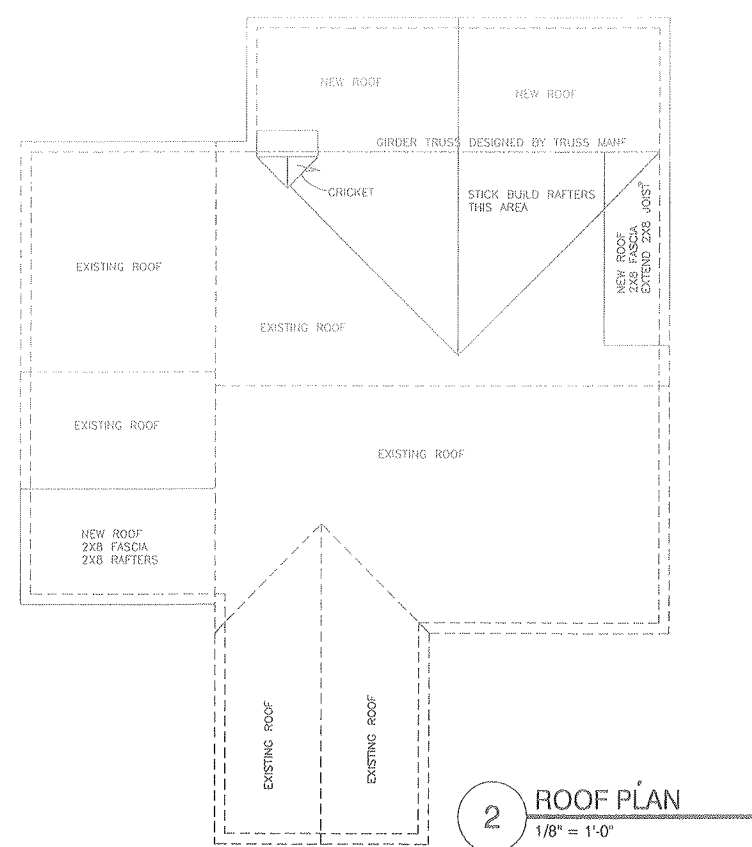 NEW ROOF
NEW ROOF
GIRDER TRUSS DESIGNED BY TRUSS MANF
CRICKET
STICK BUILD RAFTERS
THIS AREA
NEW ROOF
2X8 FASCIA
EXTEND 2X8 JOIST
EXISTING ROOF
EXISTING ROOF
EXISTING ROOF
EXISTING ROOF
NEW ROOF
2X8 FASCIA
2X8 RAFTERS
EXISTING ROOF
EXISTING ROOF
2
ROOF PLAN
1/8" = 1'-0"